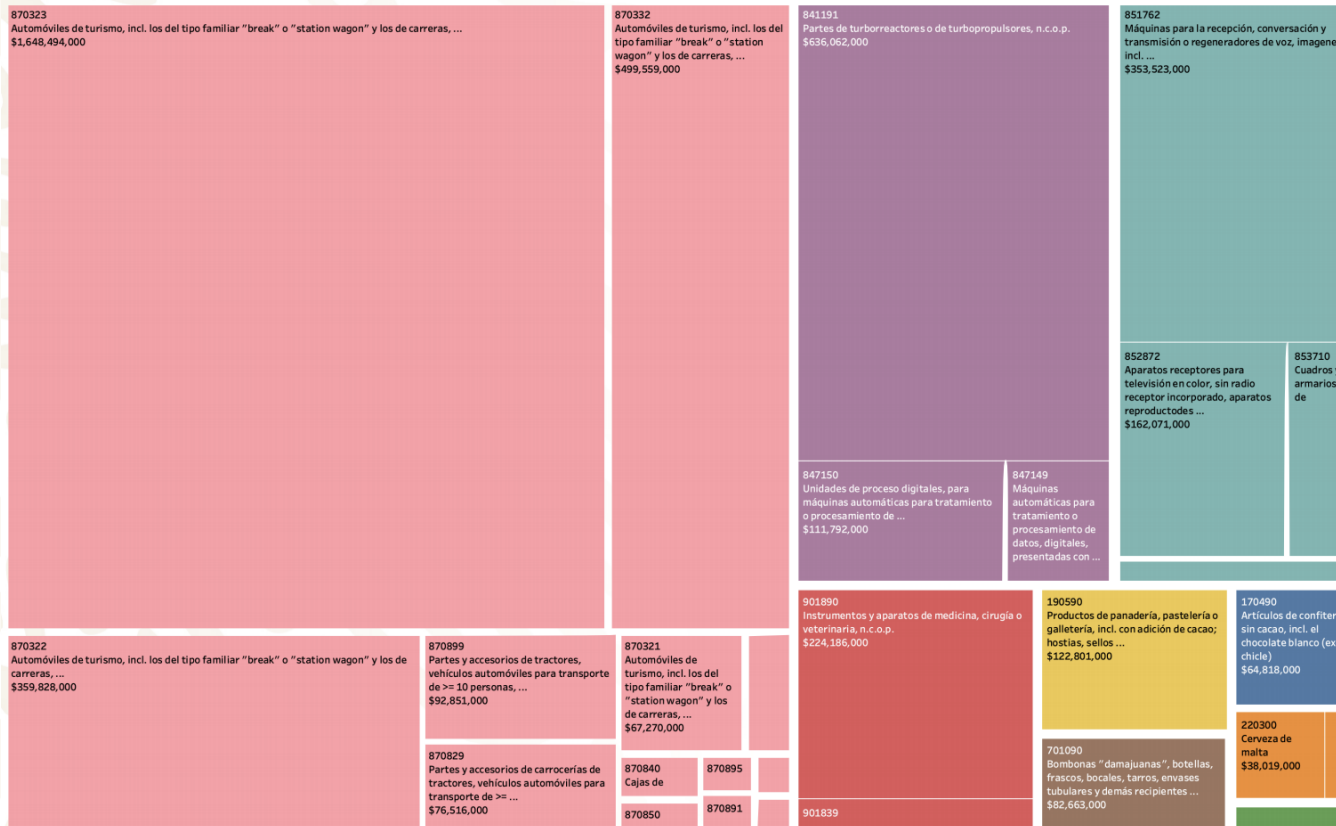 870323
Automóviles de turismo, incl. los del tipo familiar "break" o "station wagon" y los de carreras, ...
$1,648,494,000
870332
Automóviles de turismo, incl. los del
tipo familiar "break" o "station
wagon" y los de carreras, ...
$499,559,000
841191
Partes de turborreactores o de turbopropulsores, n.c.o.p.
$636,062,000
851762
Máquinas para la recepción, conversación y
transmisión o regeneradores de voz, imagene
incl. ...
$353,523,000
852872
Aparatos receptores para
televisión en color, sin radio
receptor incorporado, aparatos
reproductodes ...
$162,071,000
853710
Cuadros
armarios
de
847150
Unidades de proceso digitales, para
máquinas automáticas para tratamiento
o procesamiento de ...
$111,792,000
847149
Máquinas
automáticas para
tratamiento o
procesamiento de
datos, digitales,
presentadas con ...
870322
Automóviles de turismo, incl. los del tipo familiar "break" o "station wagon" y los de
carreras, ...
$359,828,000
870899
Partes y accesorios de tractores,
vehículos automóviles para transporte
de >= 10 personas, ...
$92,851,000
870829
Partes y accesorios de carrocerías de
tractores, vehículos automóviles para
transporte de >= ...
$76,516,000
870321
Automóviles de
turismo, incl. los del
tipo familiar "break" o
"station wagon" y los
de carreras, ...
$67,270,000
870840
Cajas de
870895
870850
870891
901890
Instrumentos y aparatos de medicina, cirugía o
veterinaria, n.c.o.p.
$224,186,000
901839
190590
Productos de panadería, pastelería o
galletería, incl. con adición de cacao;
hostias, sellos ...
$122,801,000
701090
Bombonas "damajuanas", botellas,
frascos, bocales, tarros, envases
tubulares y demás recipientes ...
$82,663,000
170490
Artículos de confiter
sin cacao, incl. el
chocolate blanco (ex
chicle)
$64,818,000
220300
Cerveza de
malta
$38,019,000